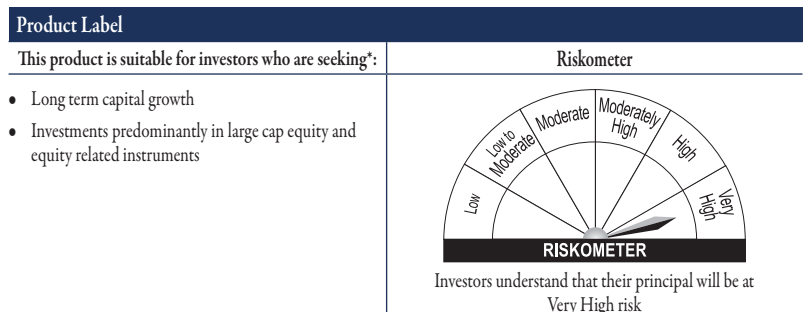 Product Label
This product is suitable for investors who are seeking*:
Riskometer
• Long term capital growth
• Investments predominantly in large cap equity and
equity related instruments
Low
Low to
Moderate
Moderate
Moderately
High
High
Very
High
RISKOMETER
Investors understand that their principal will be at
Very High risk